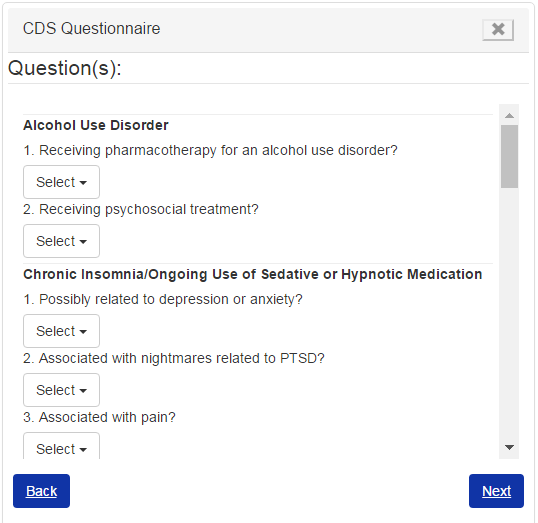 CDS Questionnaire
Question(s):
Alcohol Use Disorder
1. Receiving pharmacotherapy for an alcohol use disorder?
Select
2. Receiving psychosocial treatment?
Select
Chronic Insomnia/Ongoing Use of Sedative or Hypnotic Medication
1. Possibly related to depression or anxiety?
Select
2. Associated with nightmares related to PTSD?
Select
3. Associated with pain?
Select
Back Next